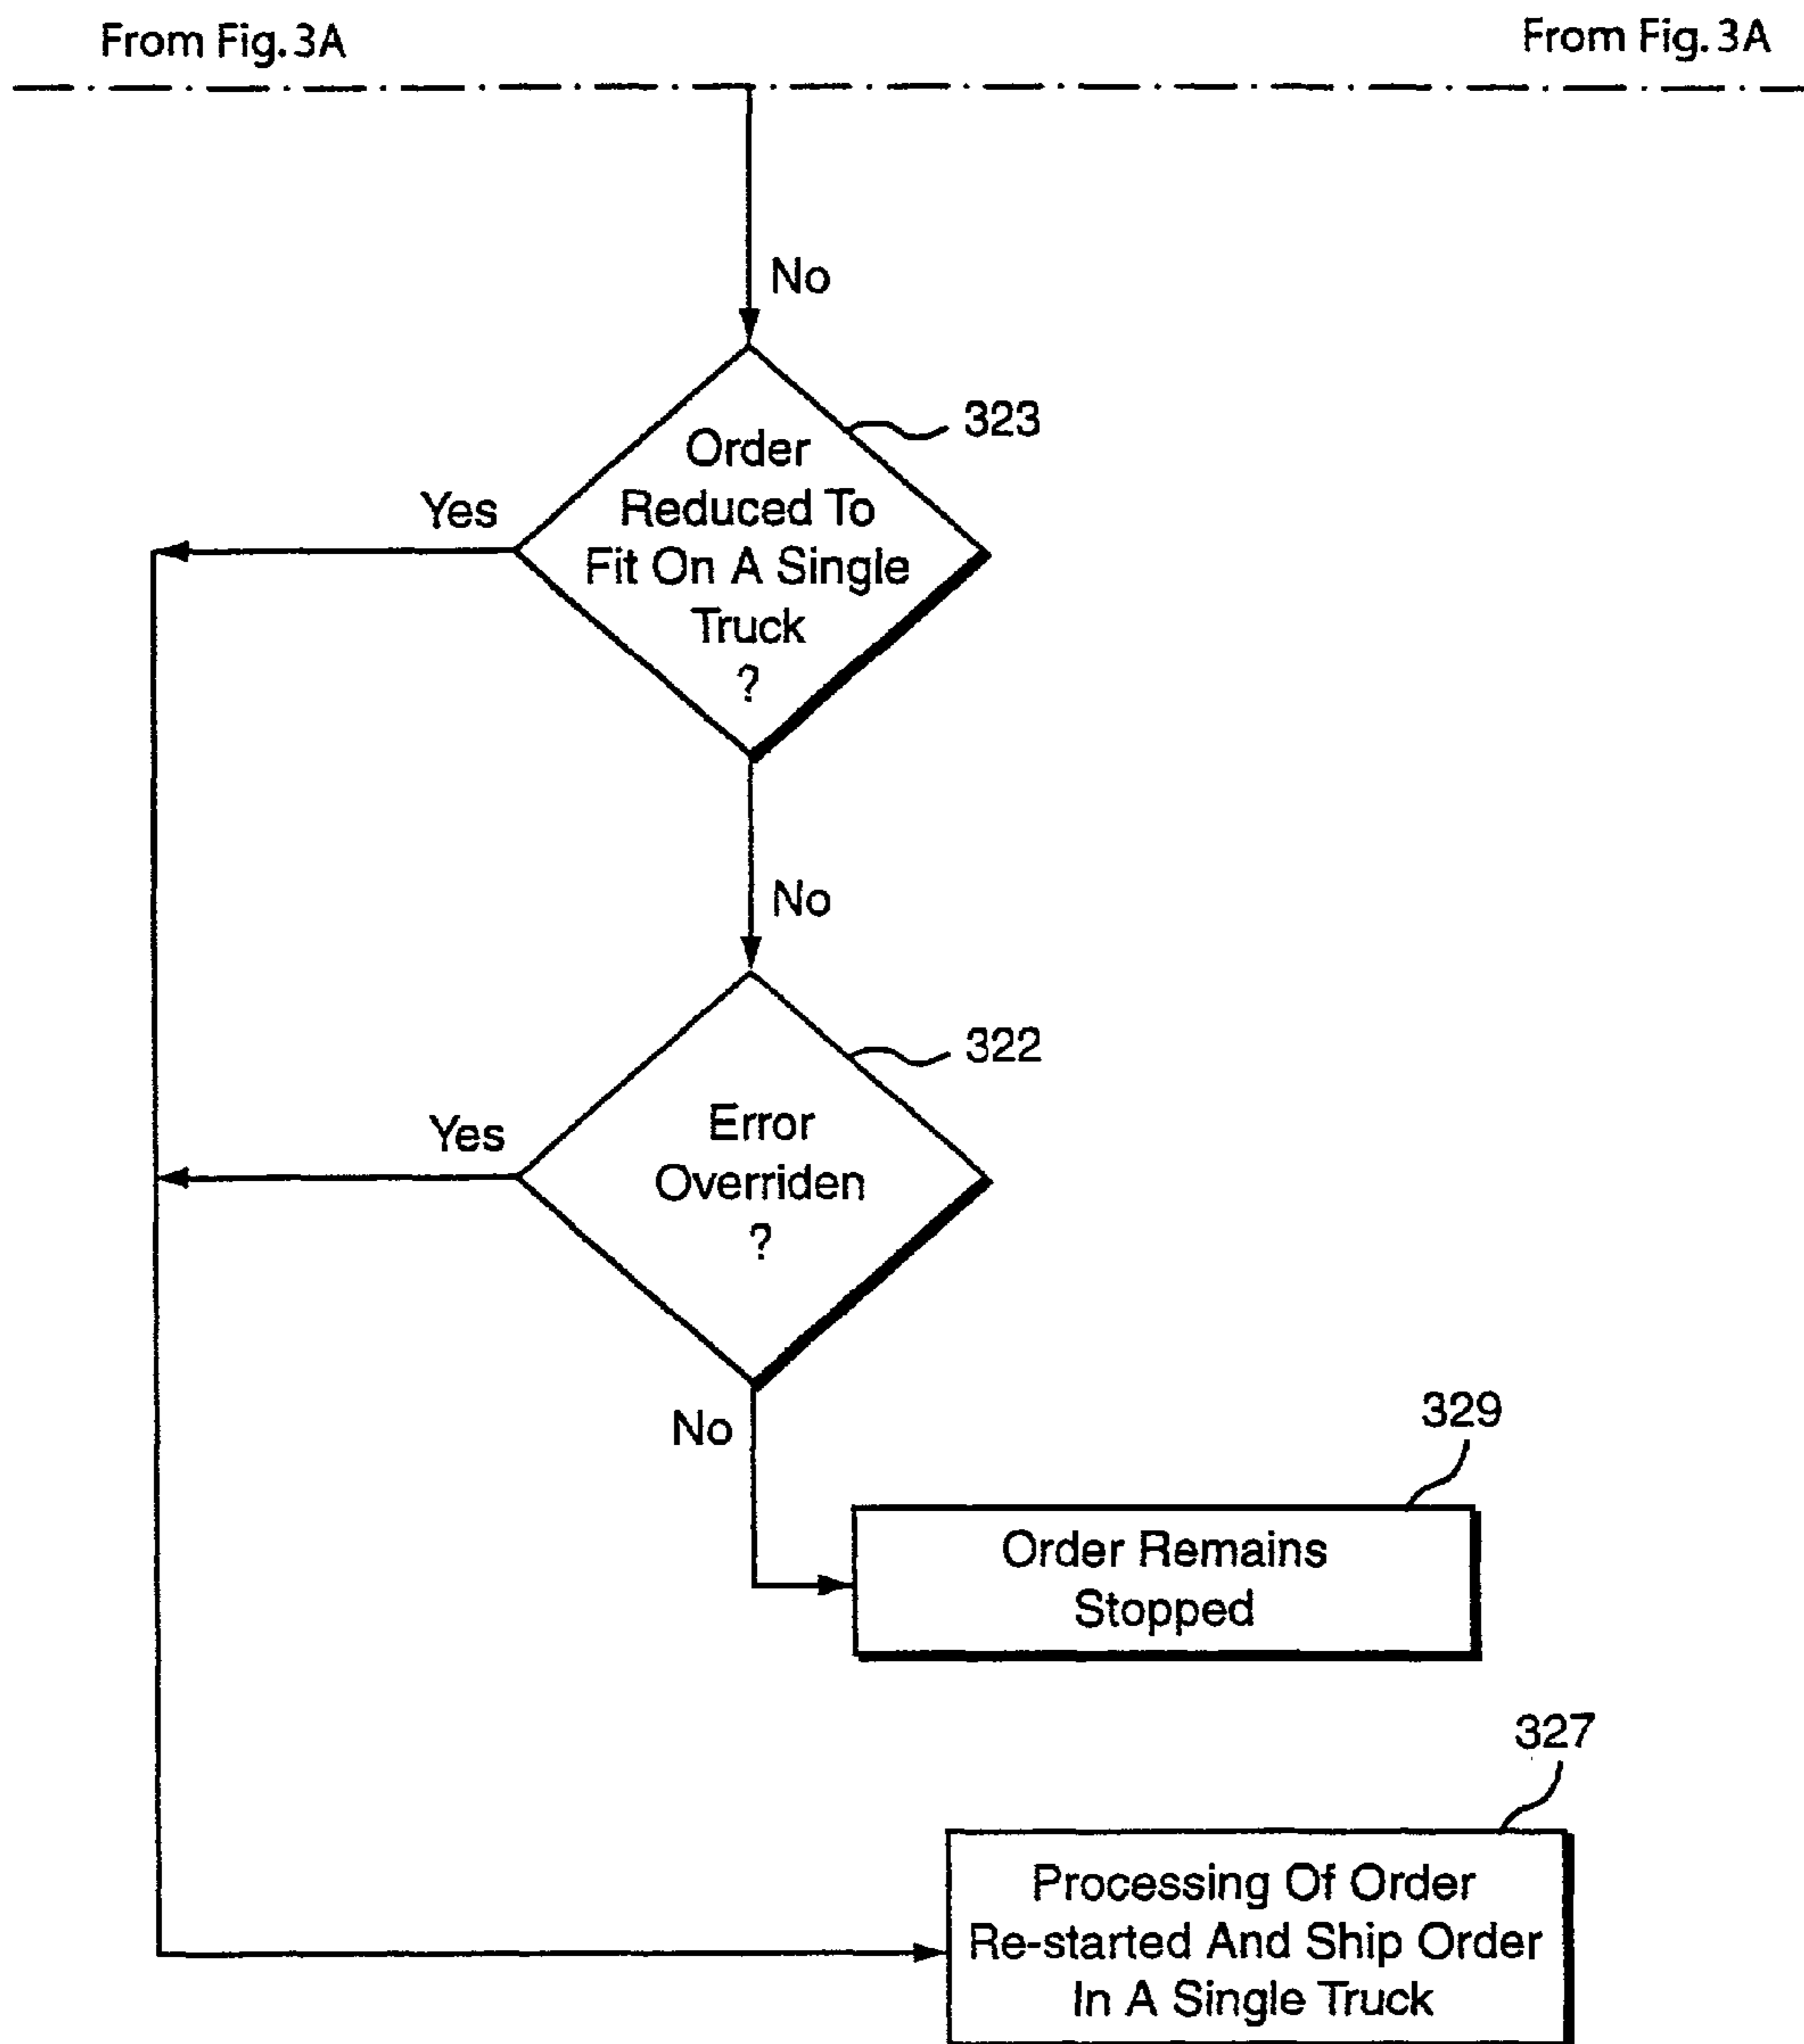 From Fig. 3A
From Fig. 3A
No
323
Order
Reduced To
Fit On A Single
Truck
?
Yes
No
322
Error
Overriden
?
Yes
No
329
Order Remains
Stopped
327
Processing Of Order
Re-started And Ship Order
In A Single Truck